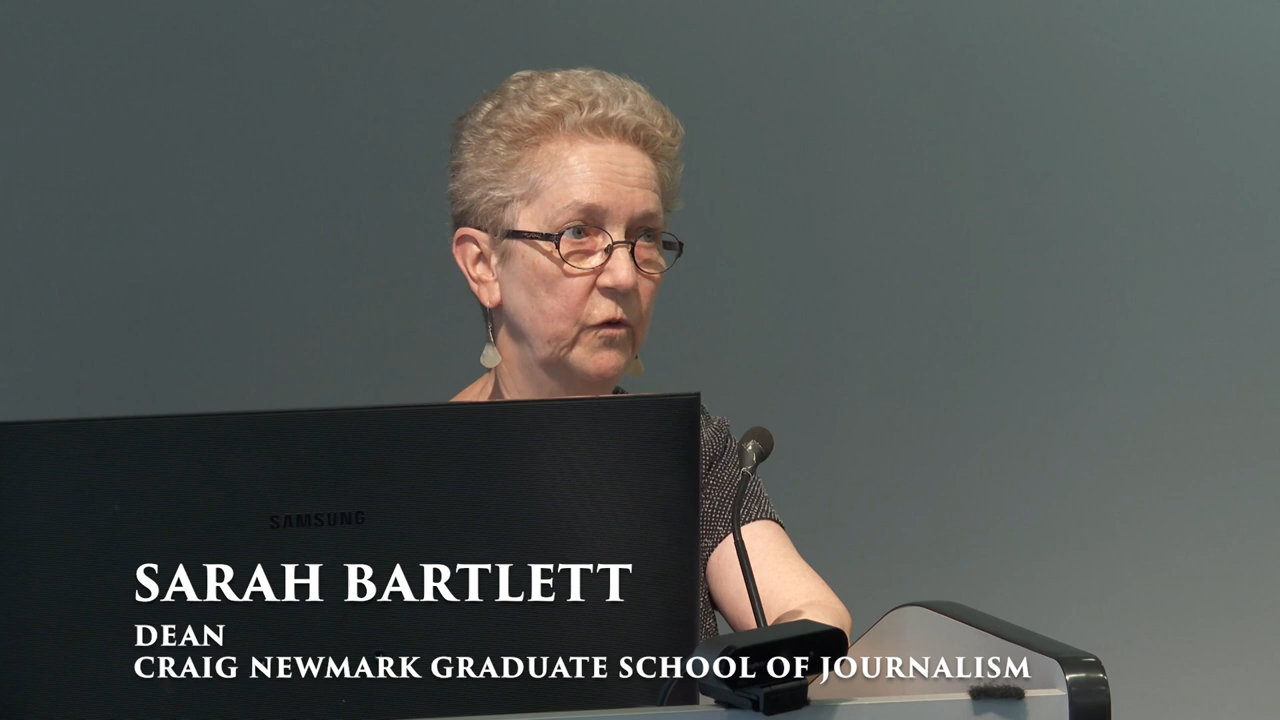 SAMSUNG
SARAH BARTLETT
DEAN
CRAIG NEWMARK GRADUATE SCHOOL OF JOURNALISM